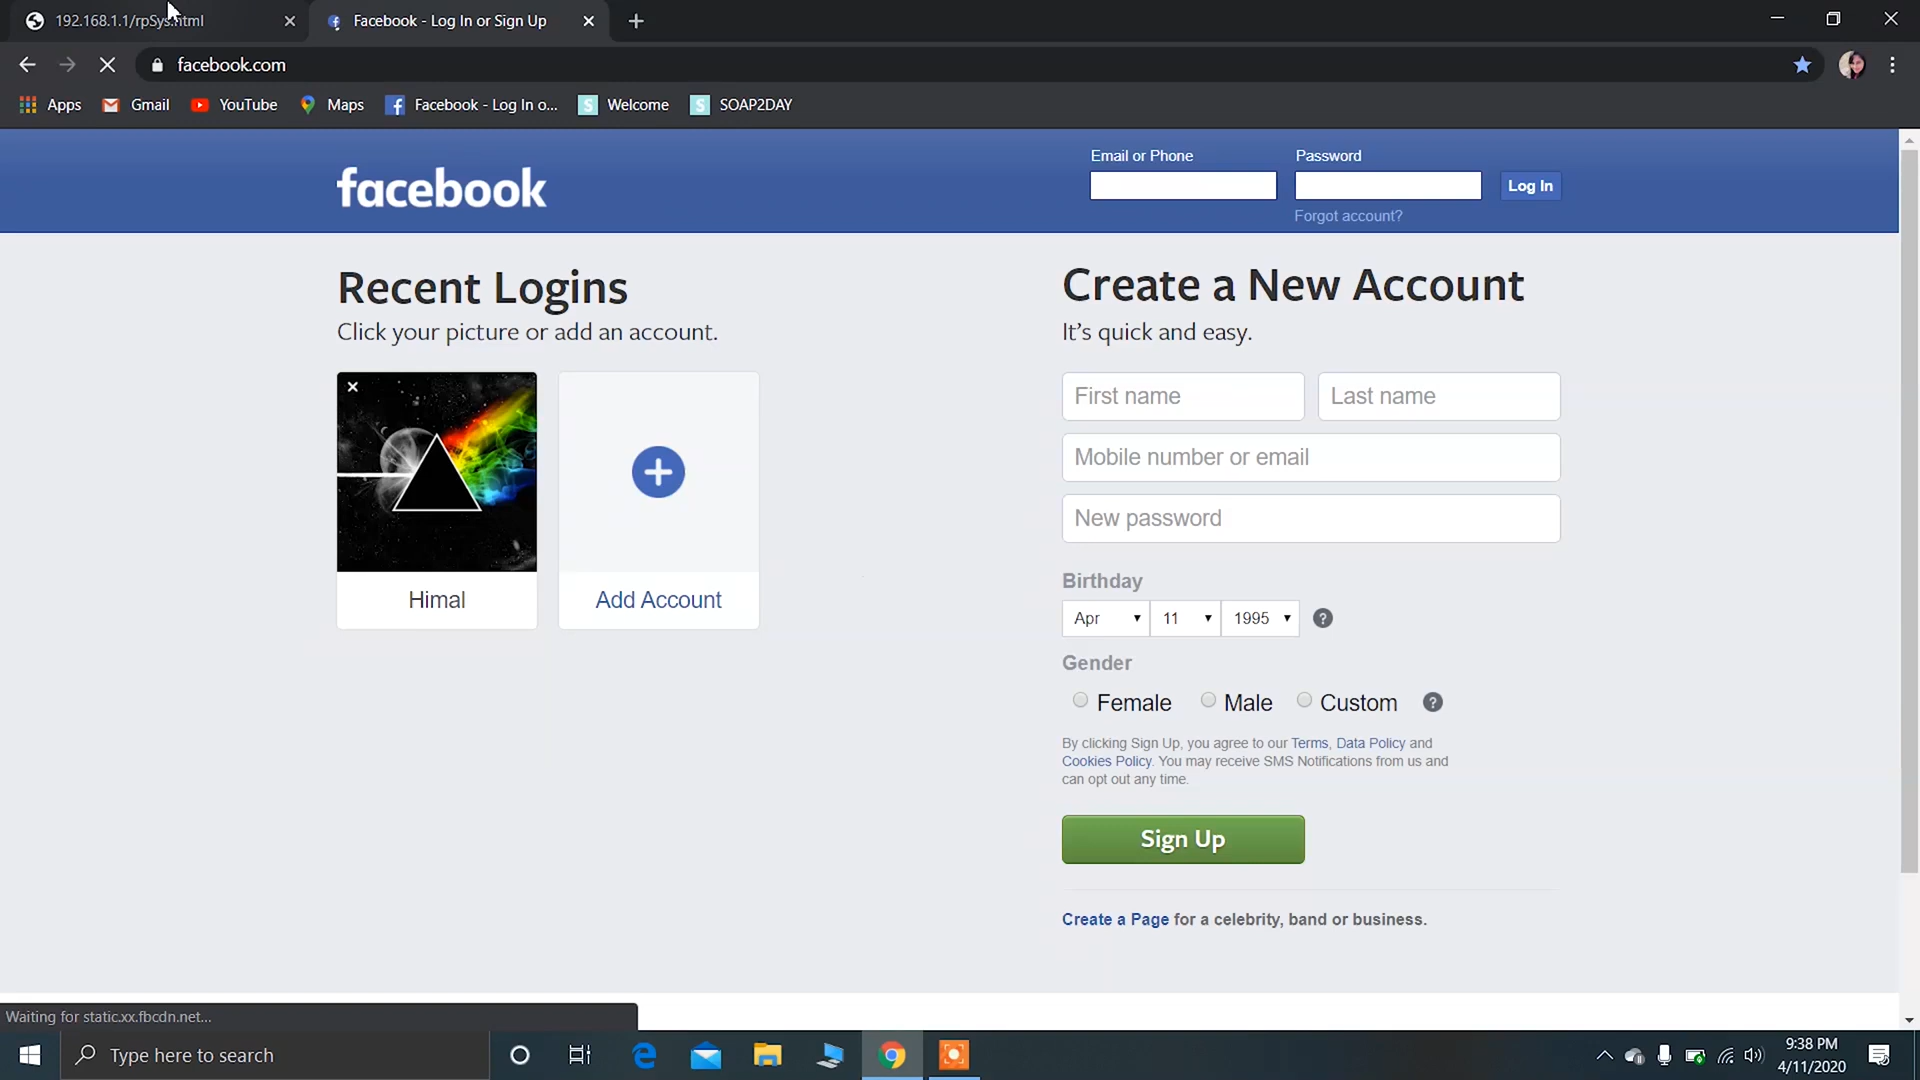 192.168.1.1/rpSys.html
Facebook - Log In or Sign Up
facebook.com
Apps
Gmail
YouTube
Maps
Facebook - Log In o...
Welcome
SOAP2DAY
facebook
Email or Phone
Password
Log In
Forgot account?
Recent Logins
Click your picture or add an account.
Himal
Add Account
Create a New Account
It's quick and easy.
First name
Last name
Mobile number or email
New password
Birthday
Apr
11
1995
Gender
Female
Male
Custom
By clicking Sign Up, you agree to our Terms, Data Policy and
Cookies Policy. You may receive SMS Notifications from us and
can opt out any time.
Sign Up
Create a Page for a celebrity, band or business.
Waiting for static.xx.fbcdn.net...
Type here to search
9:38 PM
4/11/2020